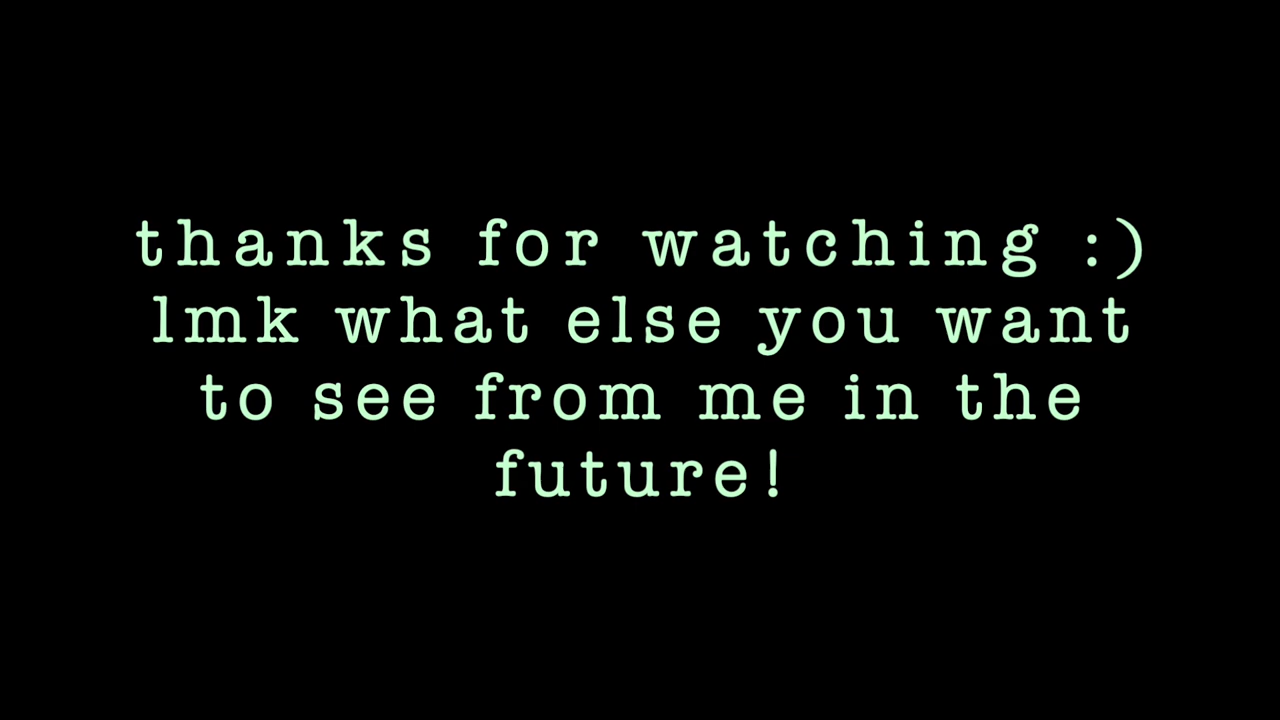 thanks for watching :)
lmk what else you want
to see from me in the
future!